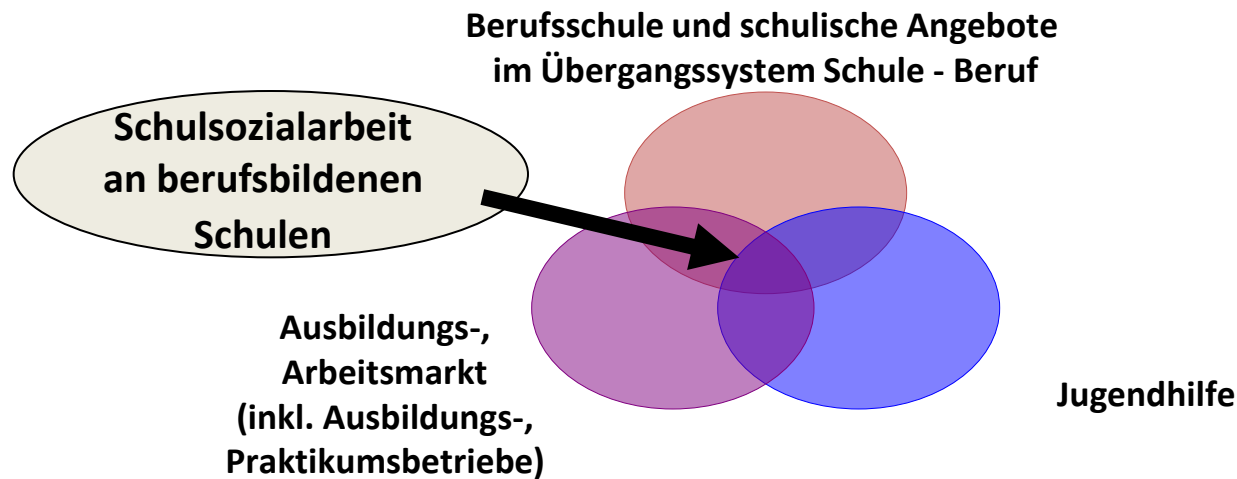 Berufsschule und schulische Angebote
im Übergangssystem Schule - Beruf
Schulsozialarbeit
an berufsbildenen
Schulen
Ausbildungs-,
Arbeitsmarkt
(inkl. Ausbildungs-,
Praktikumsbetriebe)
Jugendhilfe